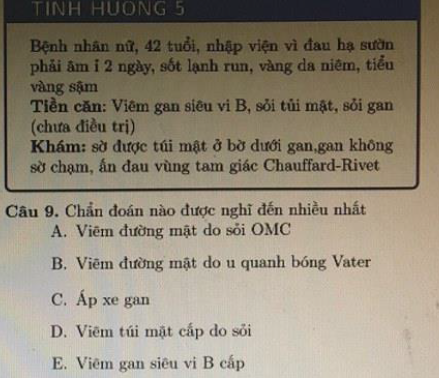 TÌNH HUỐNG 5
Bệnh nhân nữ, 42 tuổi, nhập viện vì đau hạ sườn
phải âm ỉ 2 ngày, sốt lạnh run, vàng da niêm, tiểu
vàng sậm
Tiền căn: Viêm gan siêu vi B, sỏi túi mật, sỏi gan
(chưa điều trị)
Khám: sờ được túi mật ở bờ dưới gan,gan không
sờ chạm, ấn đau vùng tam giác Chauffard-Rivet
Câu 9. Chẩn đoán nào được nghĩ đến nhiều nhất
A. Viêm đường mật do sỏi OMC
B. Viêm đường mật do u quanh bóng Vater
C. Áp xe gan
D. Viêm túi mật cấp do sỏi
E. Viêm gan siêu vi B cấp